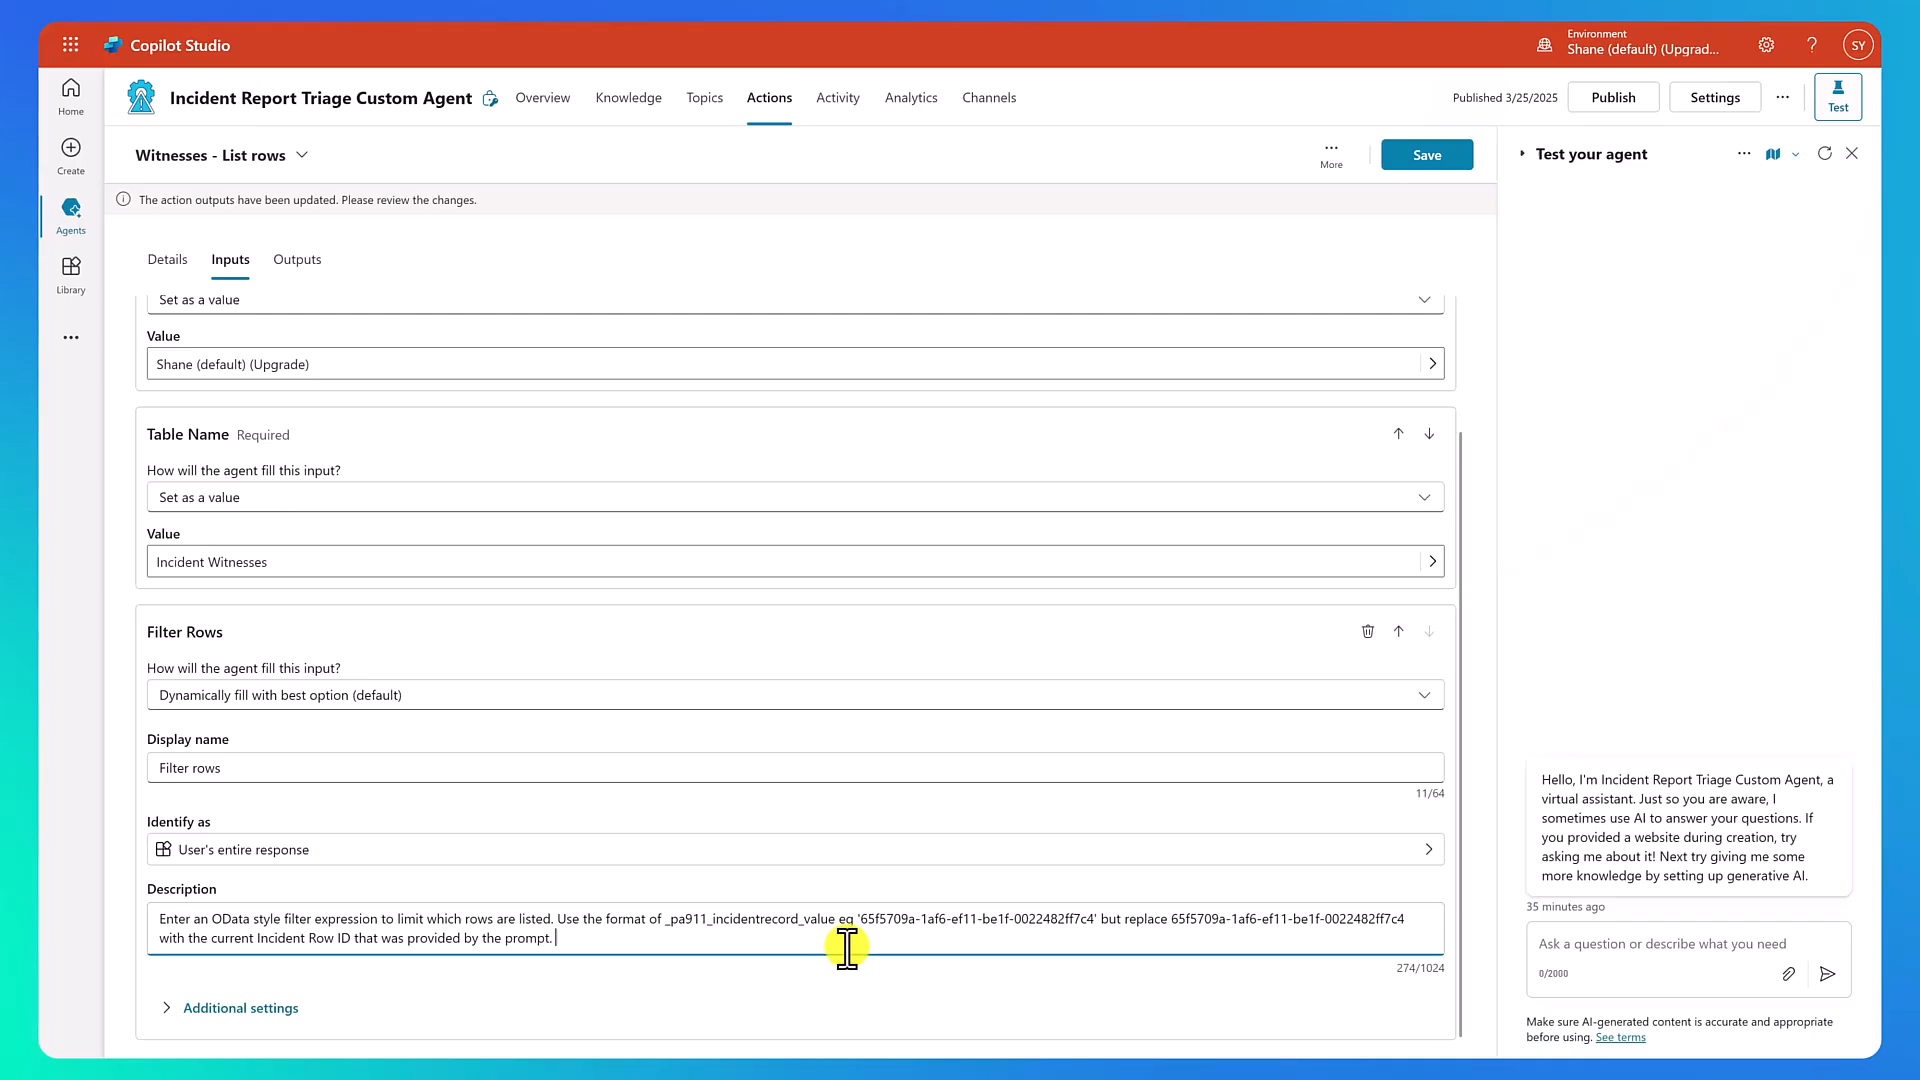 Copilot Studio
Environment
Shane (default) (Upgrad...
SY
Home
Create
Agents
Library
Incident Report Triage Custom Agent
Overview
Knowledge
Topics
Actions
Activity
Analytics
Channels
Published 3/25/2025
Publish
Settings
Test
Witnesses - List rows
More
Save
The action outputs have been updated. Please review the changes.
Details
Inputs
Outputs
Set as a value
Value
Shane (default) (Upgrade)
Table Name Required
How will the agent fill this input?
Set as a value
Value
Incident Witnesses
Filter Rows
How will the agent fill this input?
Dynamically fill with best option (default)
Display name
Filter rows
11/64
Identify as
User's entire response
Description
Enter an OData style filter expression to limit which rows are listed. Use the format of _pa911_incidentrecord_value eq '65f5709a-1af6-ef11-be1f-0022482ff7c4' but replace 65f5709a-1af6-ef11-be1f-0022482ff7c4
with the current Incident Row ID that was provided by the prompt.
274/1024
Additional settings
Test your agent
Hello, I'm Incident Report Triage Custom Agent, a
virtual assistant. Just so you are aware, I
sometimes use AI to answer your questions. If
you provided a website during creation, try
asking me about it! Next try giving me some
more knowledge by setting up generative AI.
35 minutes ago
Ask a question or describe what you need
0/2000
Make sure AI-generated content is accurate and appropriate
before using. See terms